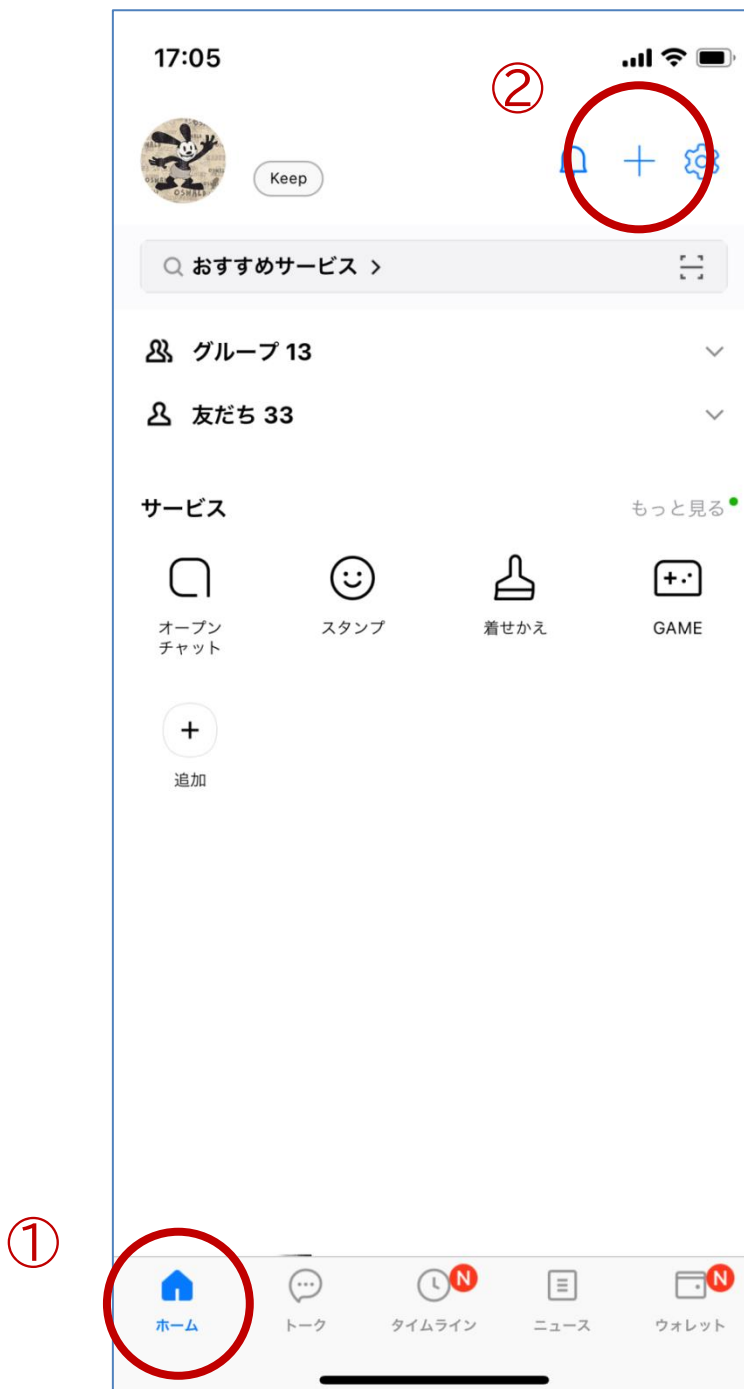 17:05
②
Keep
おすすめサービス >
グループ 13
友だち 33
サービス
もっと見る
オープン
チャット
スタンプ
着せかえ
GAME
追加
①
N
N
ホーム
トーク
タイムライン
ニュース
ウォレット